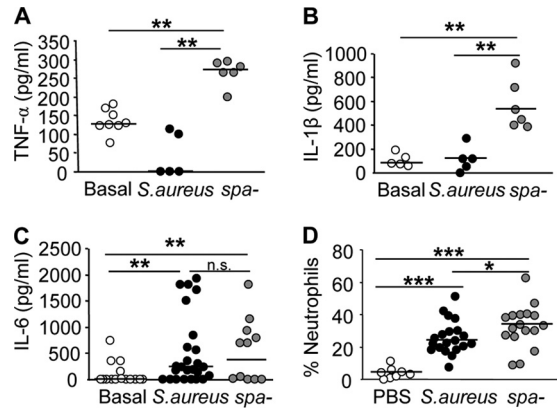 A
**
**
TNF-α (pg/ml)
350
300
250
200
150
100
50
0
Basal S.aureus spa-
B
**
**
IL-1β (pg/ml)
1000
800
600
400
200
0
Basal S.aureus spa-
C
**
** n.s.
IL-6 (pg/ml)
2500
2000
1500
1000
500
0
Basal S.aureus spa-
D
***
*** *
% Neutrophils
80
60
40
20
0
PBS S.aureus spa-